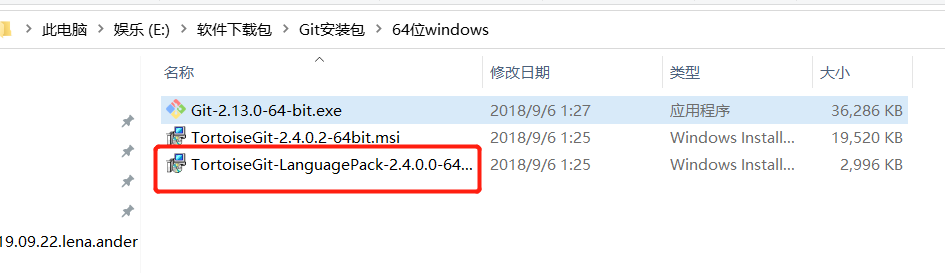 此电脑 > 娱乐 (E:) > 软件下载包 > Git安装包 > 64位windows
名称 修改日期 类型 大小
Git-2.13.0-64-bit.exe 2018/9/6 1:27 应用程序 36,286 KB
TortoiseGit-2.4.0.2-64bit.msi 2018/9/6 1:25 Windows Install... 19,520 KB
TortoiseGit-LanguagePack-2.4.0.0-64... 2018/9/6 1:25 Windows Install... 2,996 KB
19.09.22.lena.ander